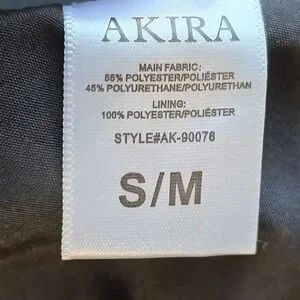 AKIRA
MAIN FABRIC:
55% POLYESTER/POLIÉSTER
45% POLYURETHANE/POLYURETHAN
LINING:
100% POLYESTER/POLIÉSTER
STYLE#AK-90076
S/M